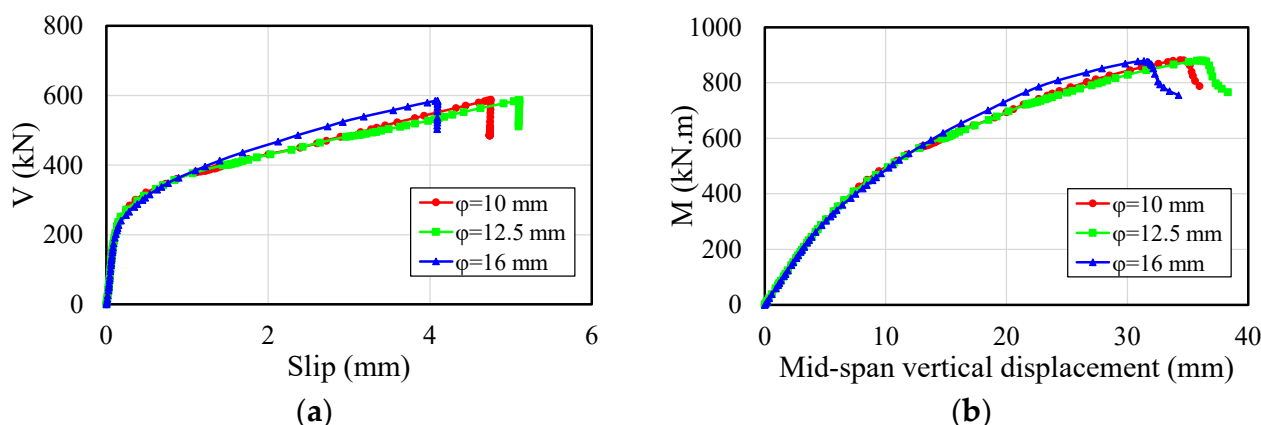 800
600
400
200
0
V (kN)
φ=10 mm
φ=12.5 mm
φ=16 mm
0 2 4 6
Slip (mm)
(a)
1000
800
600
400
200
0
M (kN.m)
φ=10 mm
φ=12.5 mm
φ=16 mm
0 10 20 30 40
Mid-span vertical displacement (mm)
(b)